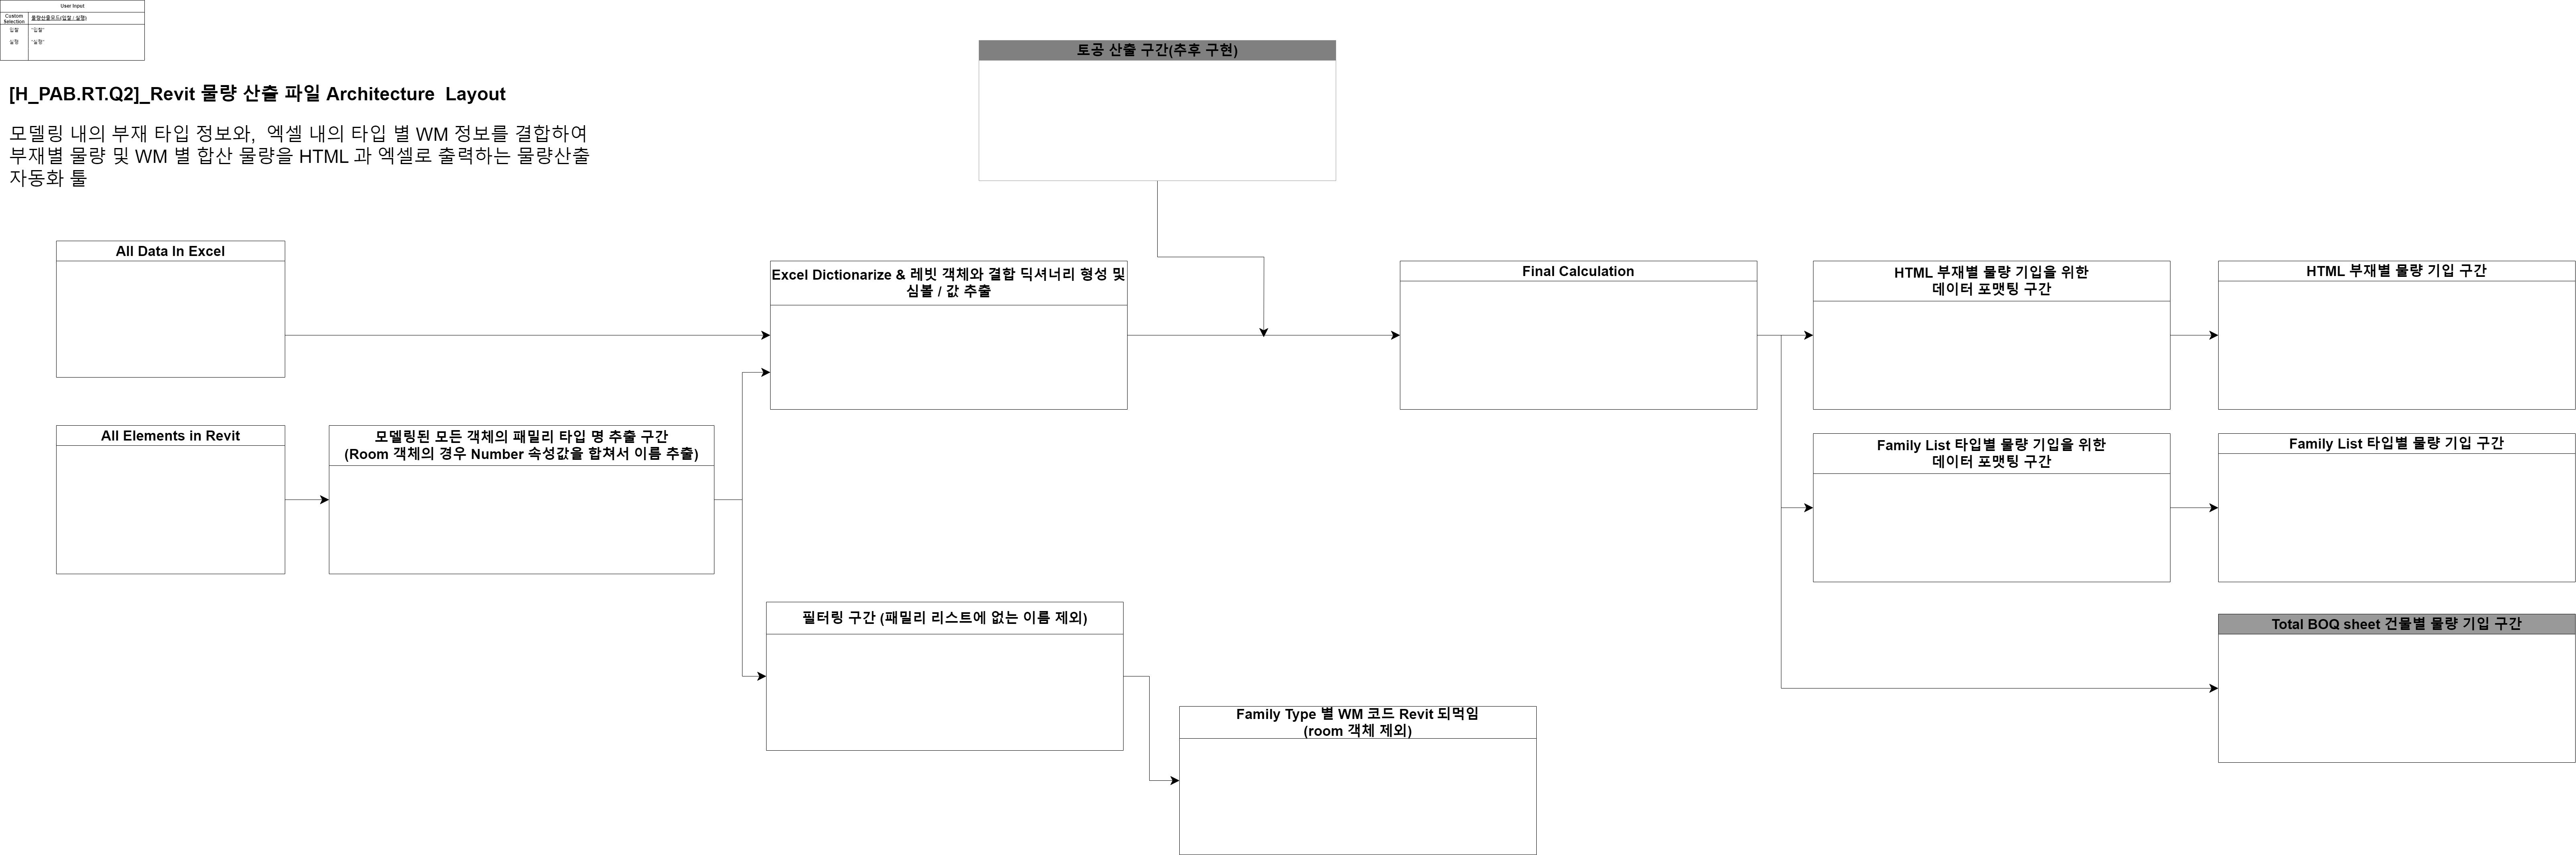 User Input
Custom Selection
물량산출모드(입찰 / 실행)
입찰
"입찰"
실행
"실행"
[H_PAB.RT.Q2]_Revit 물량 산출 파일 Architecture  Layout
모델링 내의 부재 타입 정보와,  엑셀 내의 타입 별 WM 정보를 결합하여
부재별 물량 및 WM 별 합산 물량을 HTML 과 엑셀로 출력하는 물량산출
자동화 툴
토공 산출 구간(추후 구현)
All Data In Excel
Excel Dictionarize & 레빗 객체와 결합 딕셔너리 형성 및
심볼 / 값 추출
Final Calculation
HTML 부재별 물량 기입을 위한
데이터 포맷팅 구간
HTML 부재별 물량 기입 구간
All Elements in Revit
모델링된 모든 객체의 패밀리 타입 명 추출 구간
(Room 객체의 경우 Number 속성값을 합쳐서 이름 추출)
Family List 타입별 물량 기입을 위한
데이터 포맷팅 구간
Family List 타입별 물량 기입 구간
필터링 구간 (패밀리 리스트에 없는 이름 제외)
Total BOQ sheet 건물별 물량 기입 구간
Family Type 별 WM 코드 Revit 되먹임
(room 객체 제외)